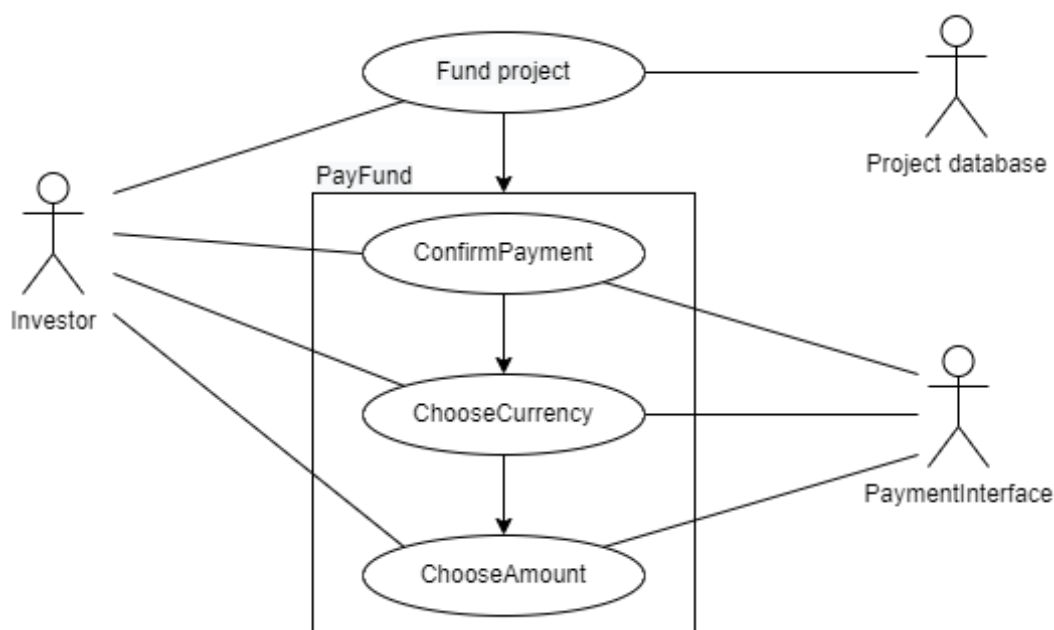 Fund project
Project database
PayFund
ConfirmPayment
Investor
ChooseCurrency
PaymentInterface
ChooseAmount